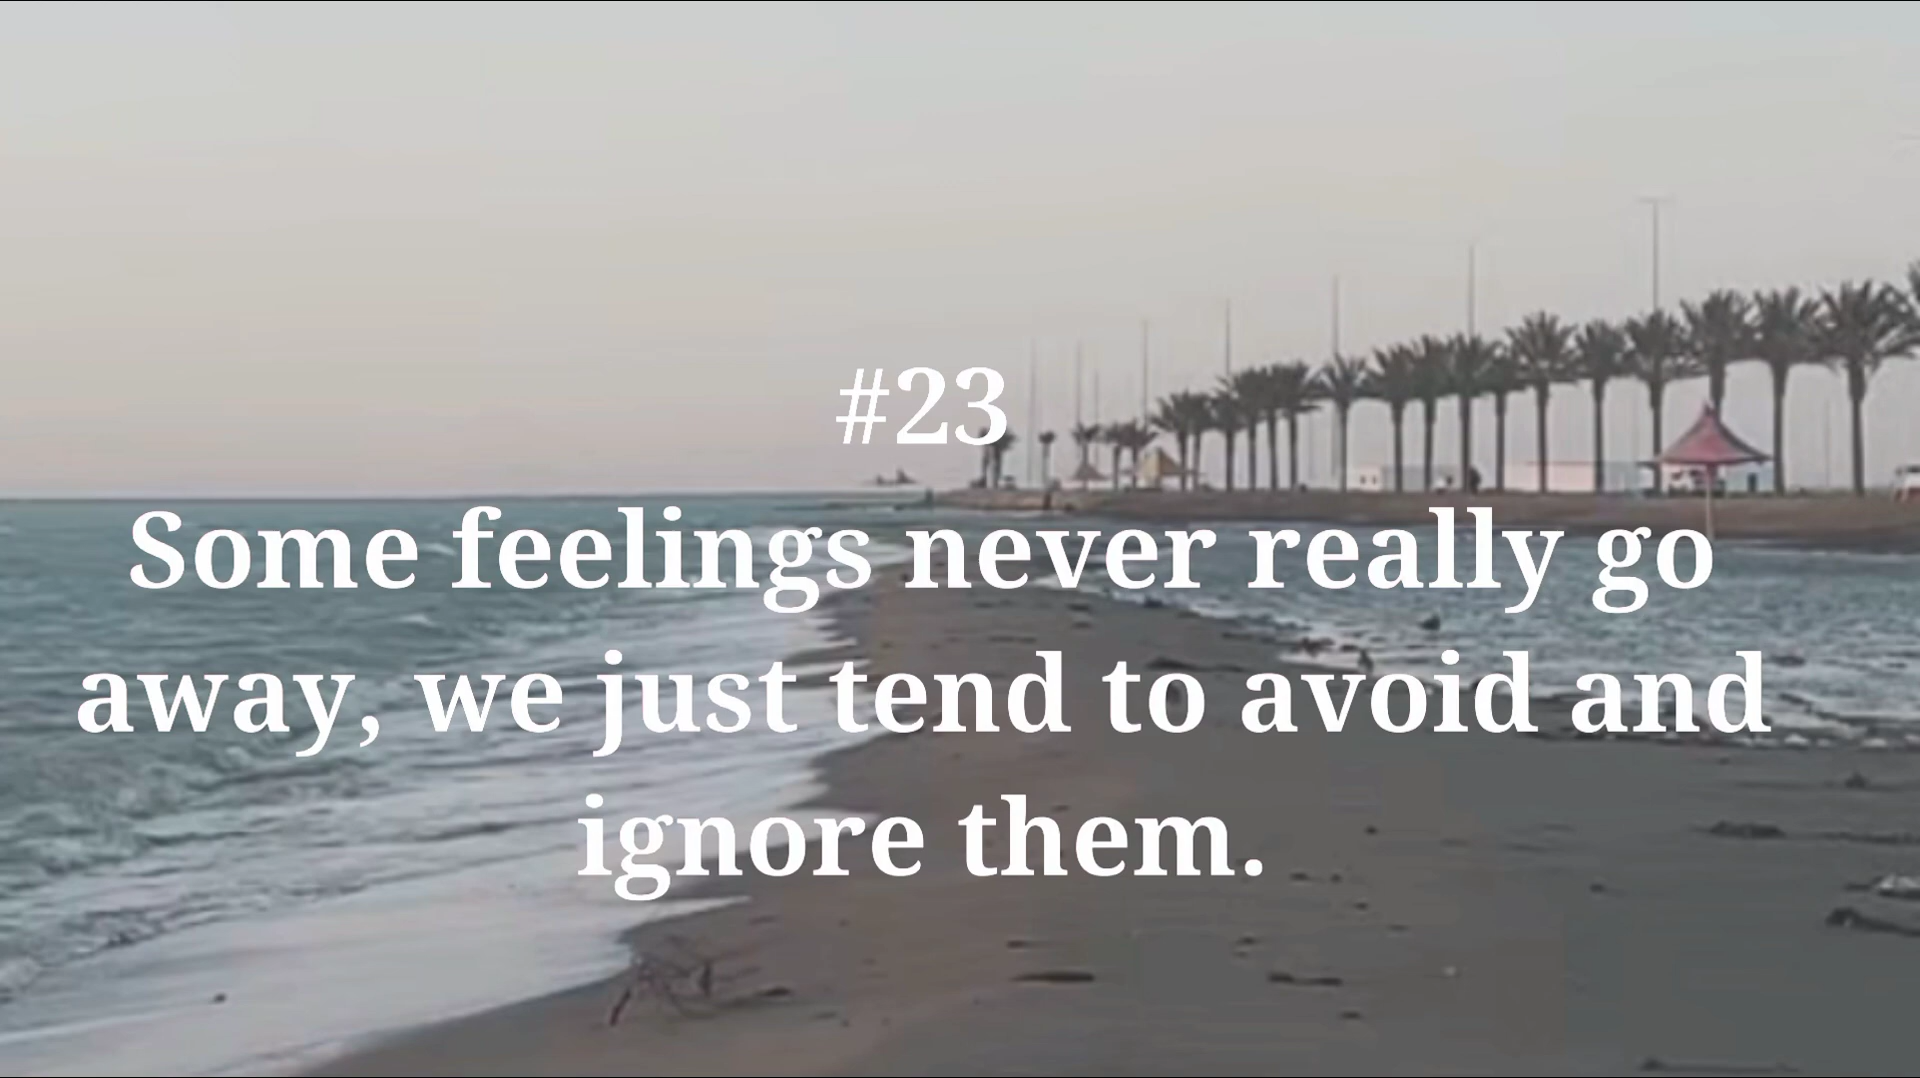 #23
Some feelings never really go
away, we just tend to avoid and
ignore them.